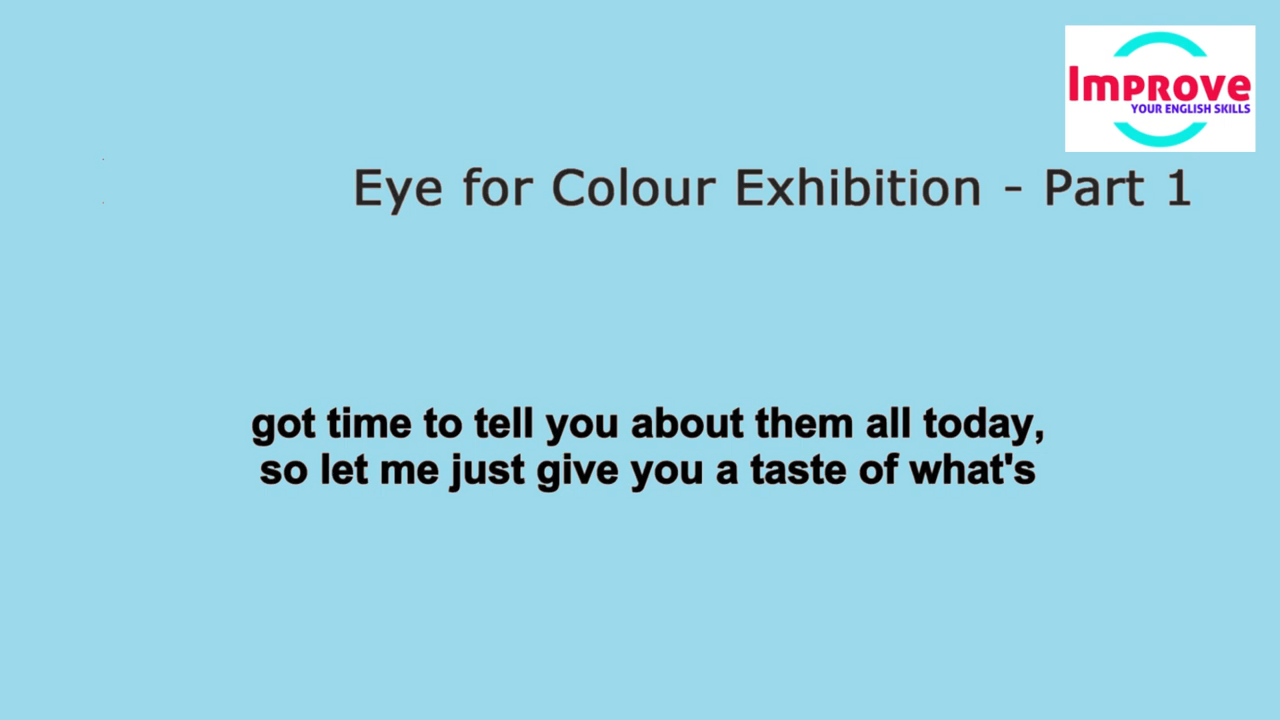 Improve
YOUR ENGLISH SKILLS
Eye for Colour Exhibition - Part 1
got time to tell you about them all today,
so let me just give you a taste of what's